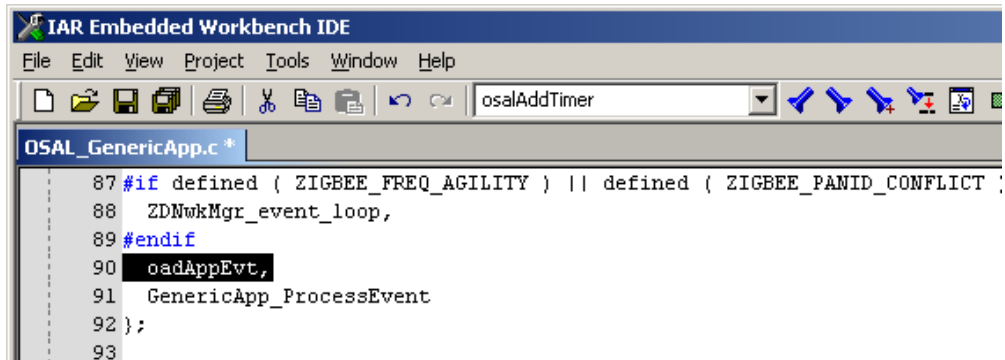 IAR Embedded Workbench IDE
File Edit View Project Tools Window Help
osalAddTimer
OSAL_GenericApp.c *
87 #if defined ( ZIGBEE_FREQ_AGILITY ) || defined ( ZIGBEE_PANID_CONFLICT )
88 ZDNwkMgr_event_loop,
89 #endif
90 oadAppEvt,
91 GenericApp_ProcessEvent
92 };
93